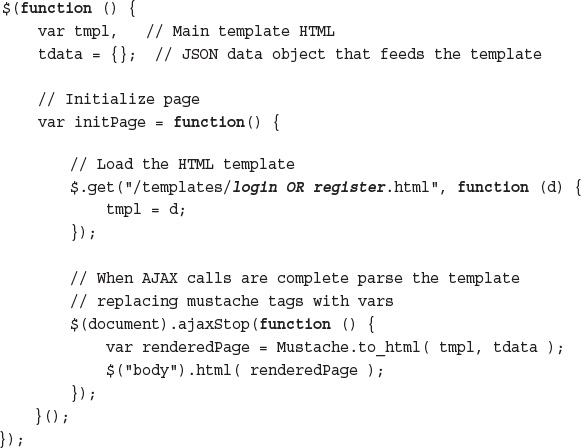 $(function () {
var tmpl,   // Main template HTML
tdata = {};  // JSON data object that feeds the template
// Initialize page
var initPage = function() {
// Load the HTML template
$.get("/templates/login OR register.html", function (d) {
tmpl = d;
});
// When AJAX calls are complete parse the template
// replacing mustache tags with vars
$(document).ajaxStop(function () {
var renderedPage = Mustache.to_html( tmpl, tdata );
$("body").html( renderedPage );
});
}();
});